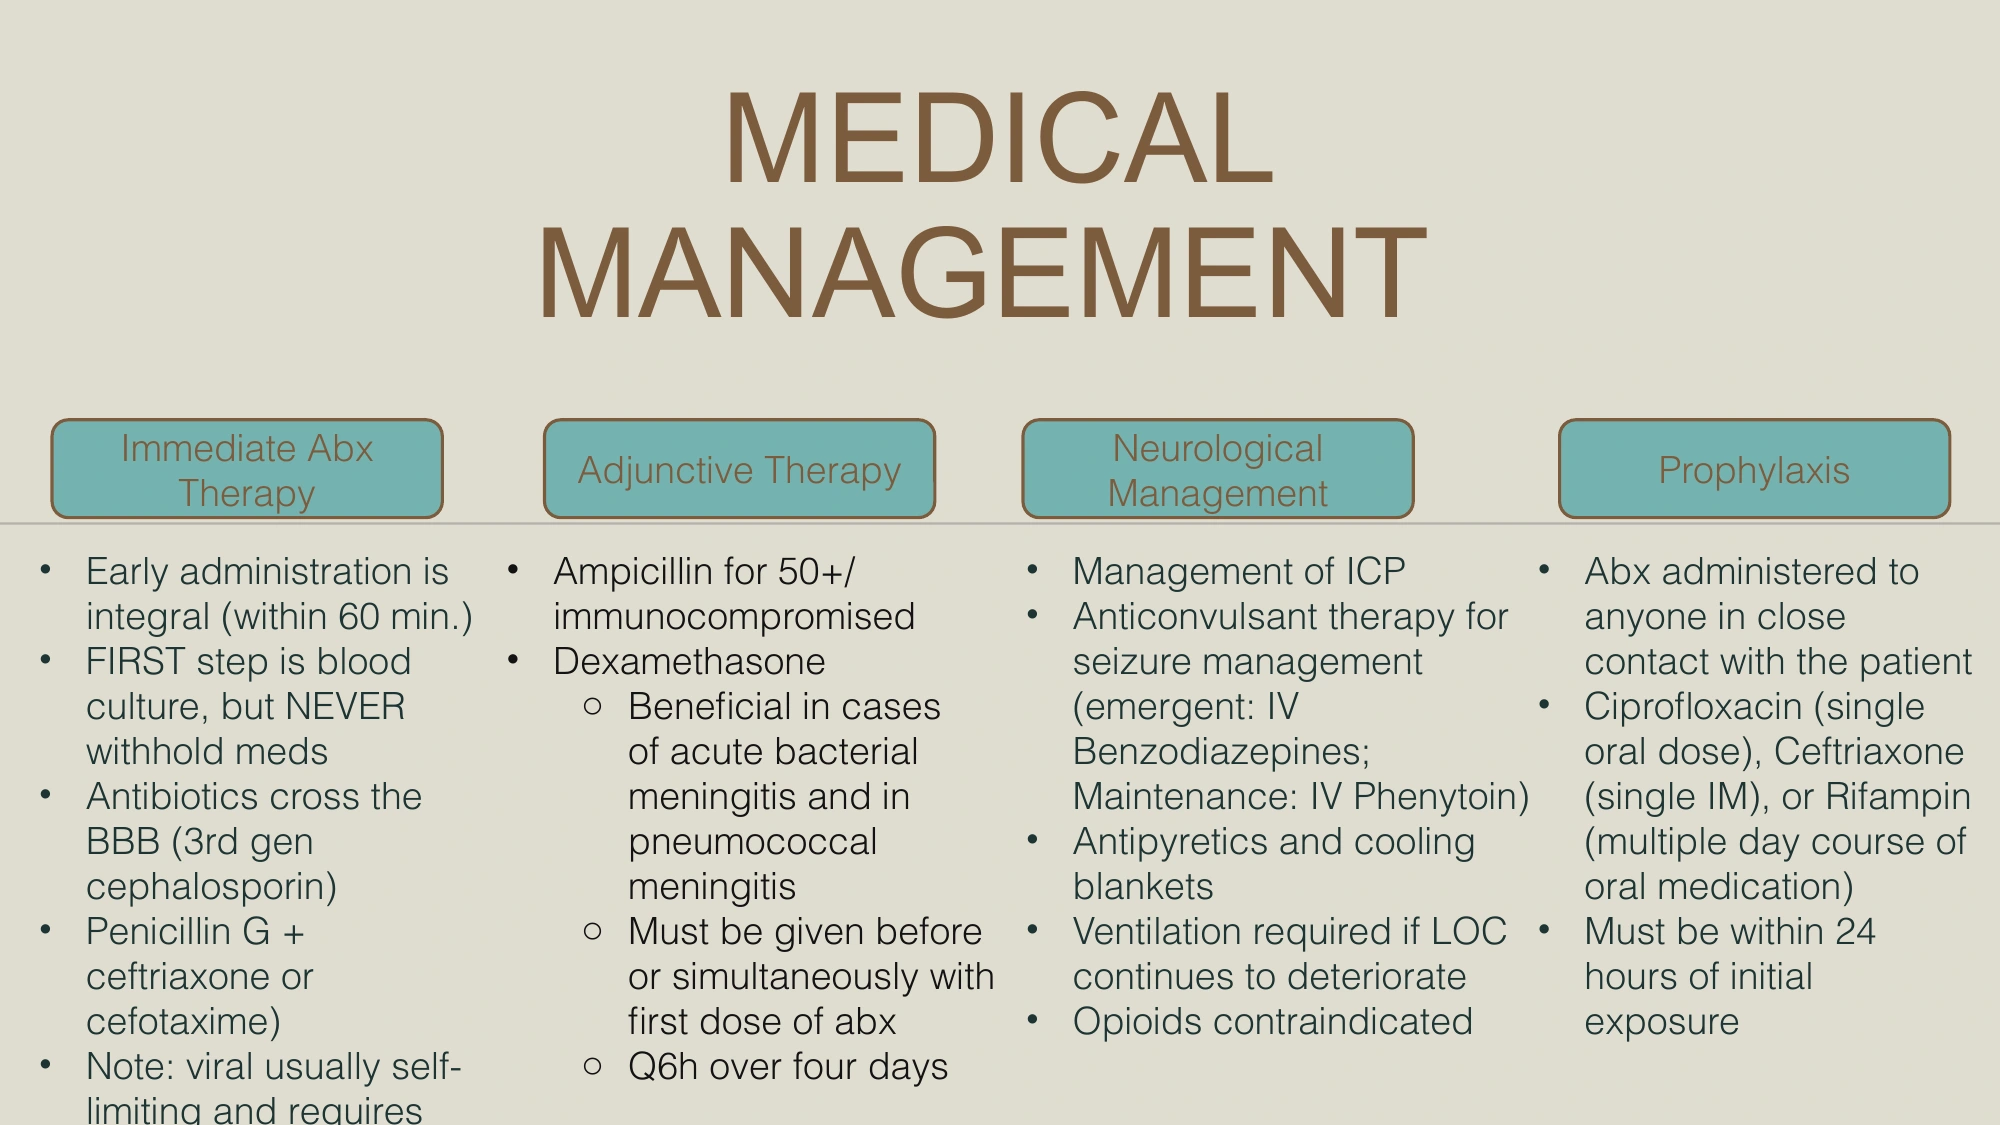 MEDICAL
MANAGEMENT
Immediate Abx
Therapy
• Early administration is
integral (within 60 min.)
• FIRST step is blood
culture, but NEVER
withhold meds
• Antibiotics cross the
BBB (3rd gen
cephalosporin)
• Penicillin G +
ceftriaxone or
cefotaxime)
• Note: viral usually self-
limiting and requires
Adjunctive Therapy
• Ampicillin for 50+/
immunocompromised
• Dexamethasone
○ Beneficial in cases
of acute bacterial
meningitis and in
pneumococcal
meningitis
○ Must be given before
or simultaneously with
first dose of abx
○ Q6h over four days
Neurological
Management
• Management of ICP
• Anticonvulsant therapy for
seizure management
(emergent: IV
Benzodiazepines;
Maintenance: IV Phenytoin)
• Antipyretics and cooling
blankets
• Ventilation required if LOC
continues to deteriorate
• Opioids contraindicated
Prophylaxis
• Abx administered to
anyone in close
contact with the patient
• Ciprofloxacin (single
oral dose), Ceftriaxone
(single IM), or Rifampin
(multiple day course of
oral medication)
• Must be within 24
hours of initial
exposure